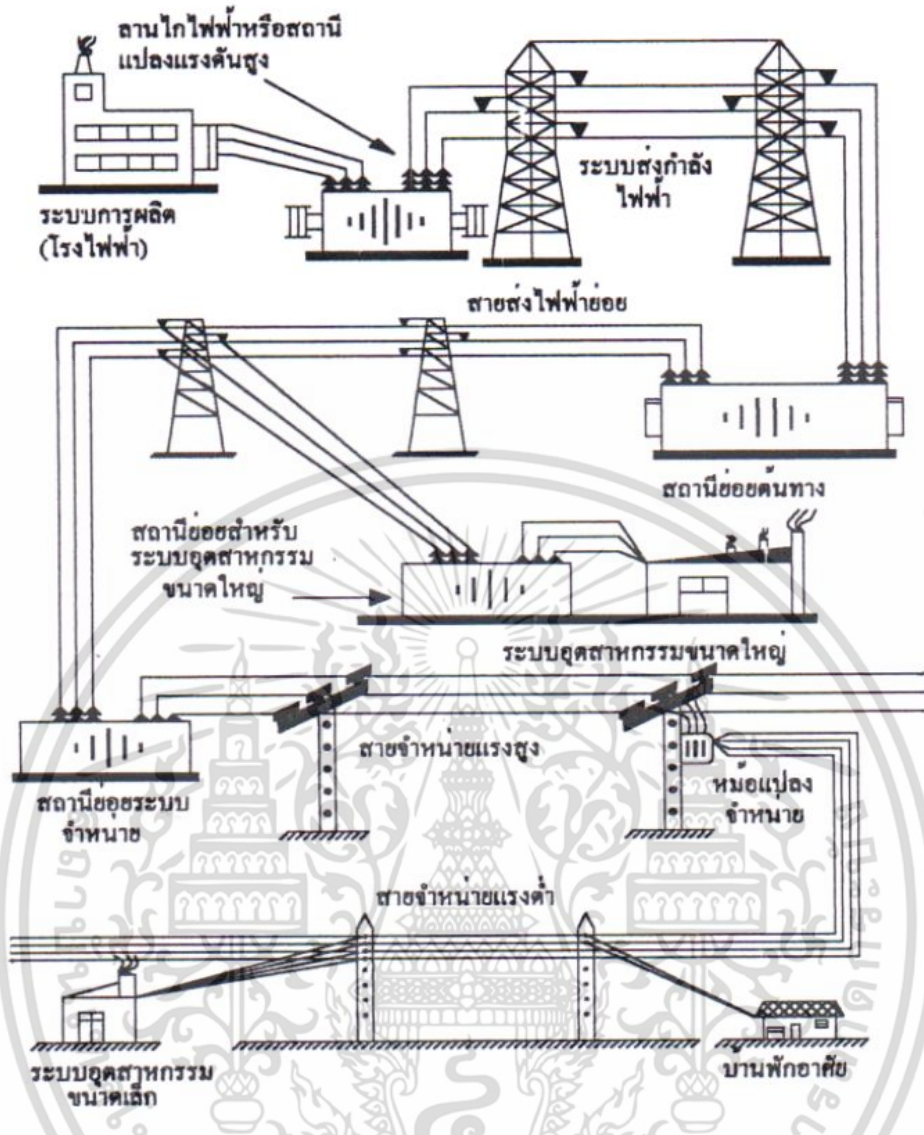 ลานไกไฟฟ้าหรือสถานี
แปลงแรงดันสูง
ระบบส่งกำลัง
ไฟฟ้า
ระบบการผลิต
(โรงไฟฟ้า)
สายส่งไฟฟ้าย่อย
สถานีย่อยต้นทาง
สถานีย่อยสำหรับ
ระบบอุตสาหกรรม
ขนาดใหญ่
ระบบอุตสาหกรรมขนาดใหญ่
สายจำหน่ายแรงสูง
หม้อแปลง
จำหน่าย
สถานีย่อยระบบ
จำหน่าย
สายจำหน่ายแรงต่ำ
ระบบอุตสาหกรรม
ขนาดเล็ก
บ้านพักอาศัย